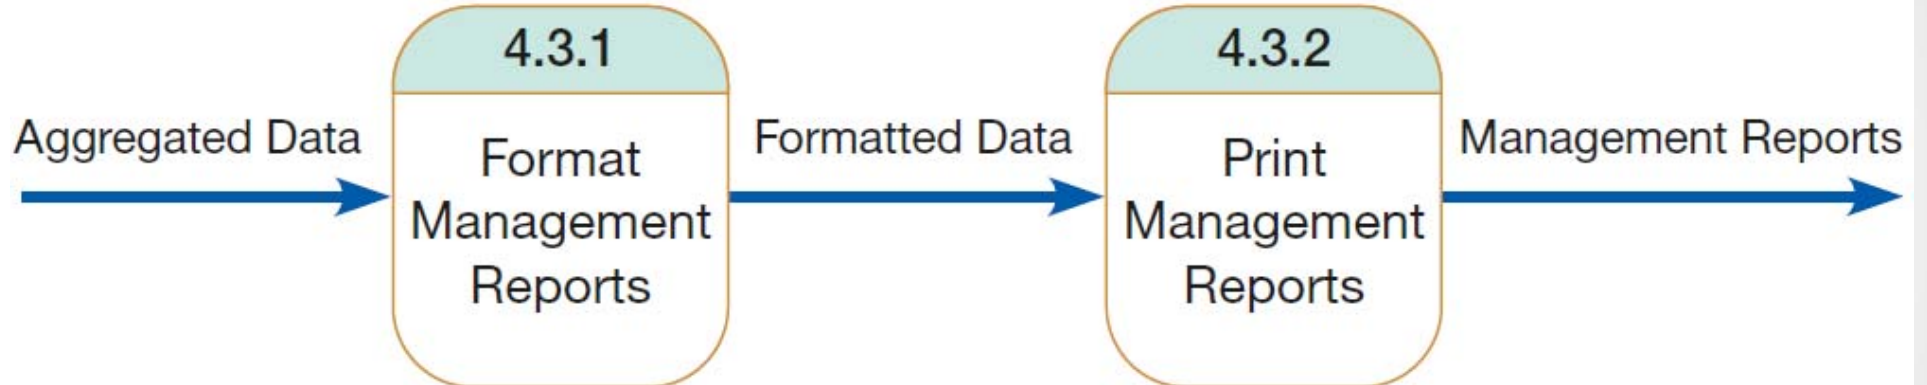 4.3.1
4.3.2
Aggregated Data
Format
Management
Reports
Formatted Data
Print
Management
Reports
Management Reports